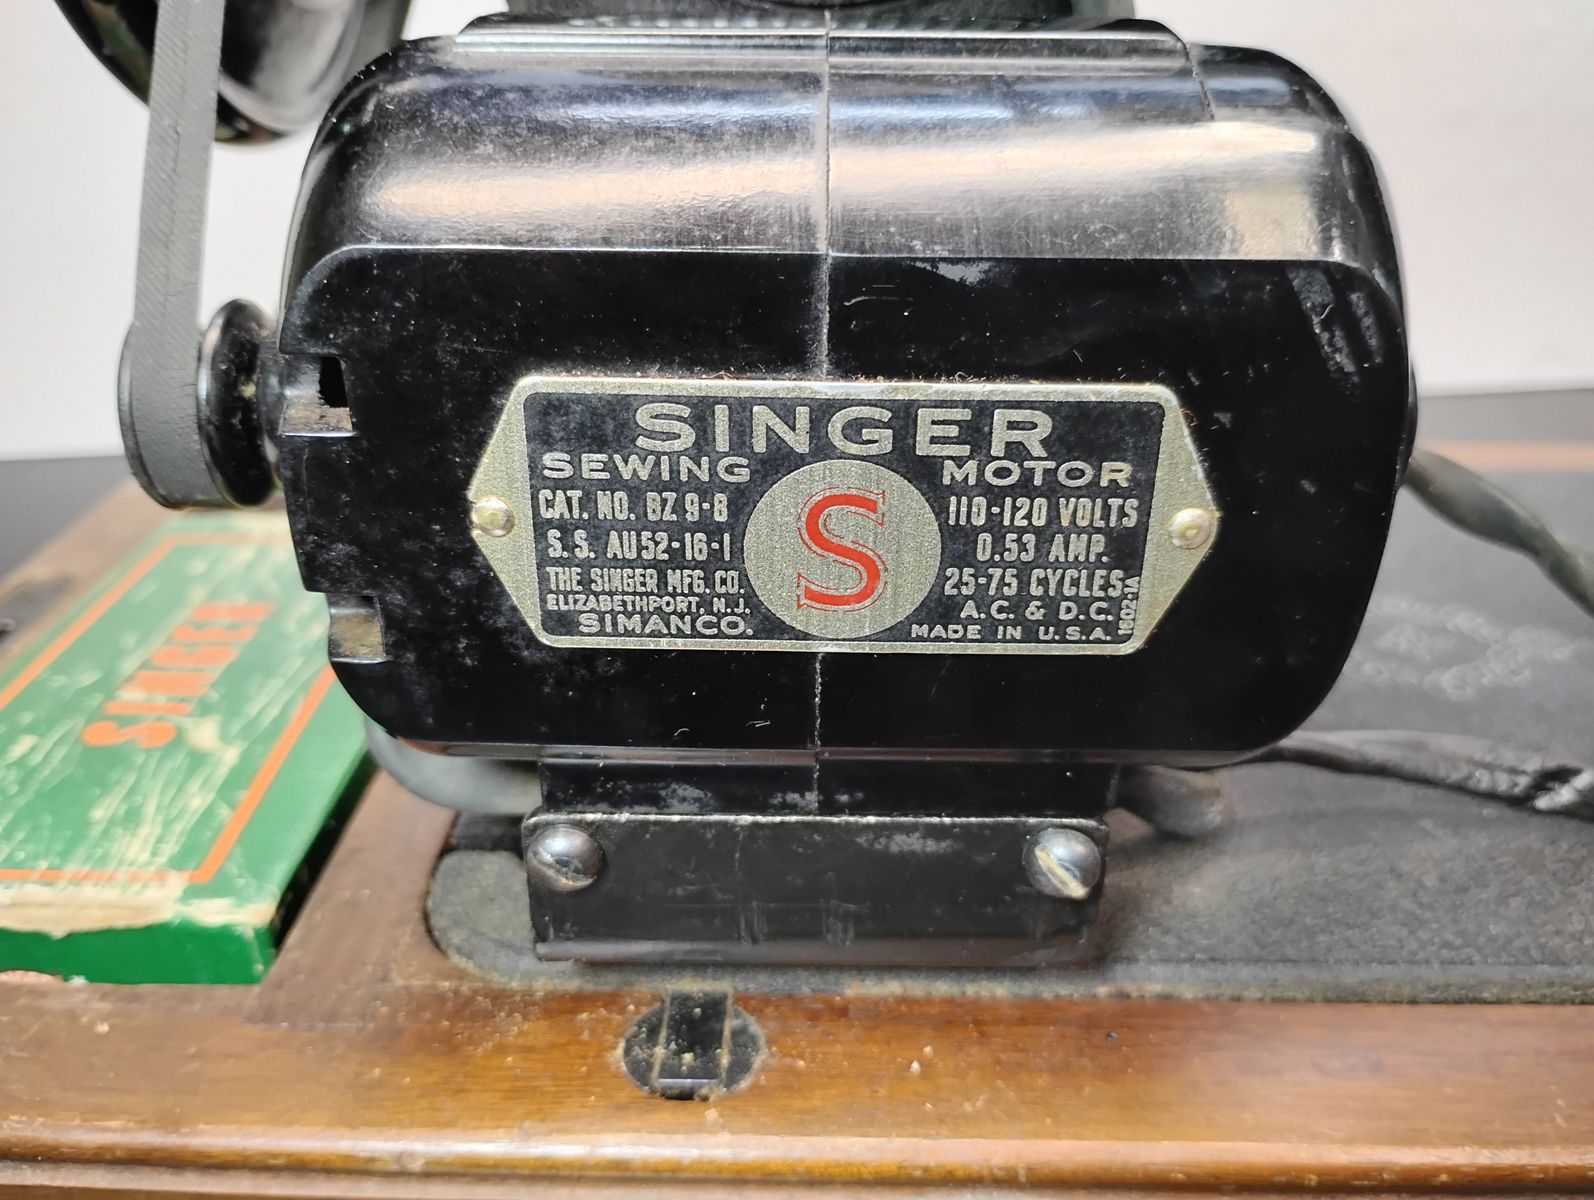 SINGER
SEWING MOTOR
CAT. NO. BZ 9-8
S.S. AU52-16-1
THE SINGER MFG. CO.
ELIZABETHPORT, N.J.
SIMANCO.
S
110-120 VOLTS
0.53 AMP.
25-75 CYCLES
A.C. & D.C.
MADE IN U.S.A.
1602-1A
SINGER